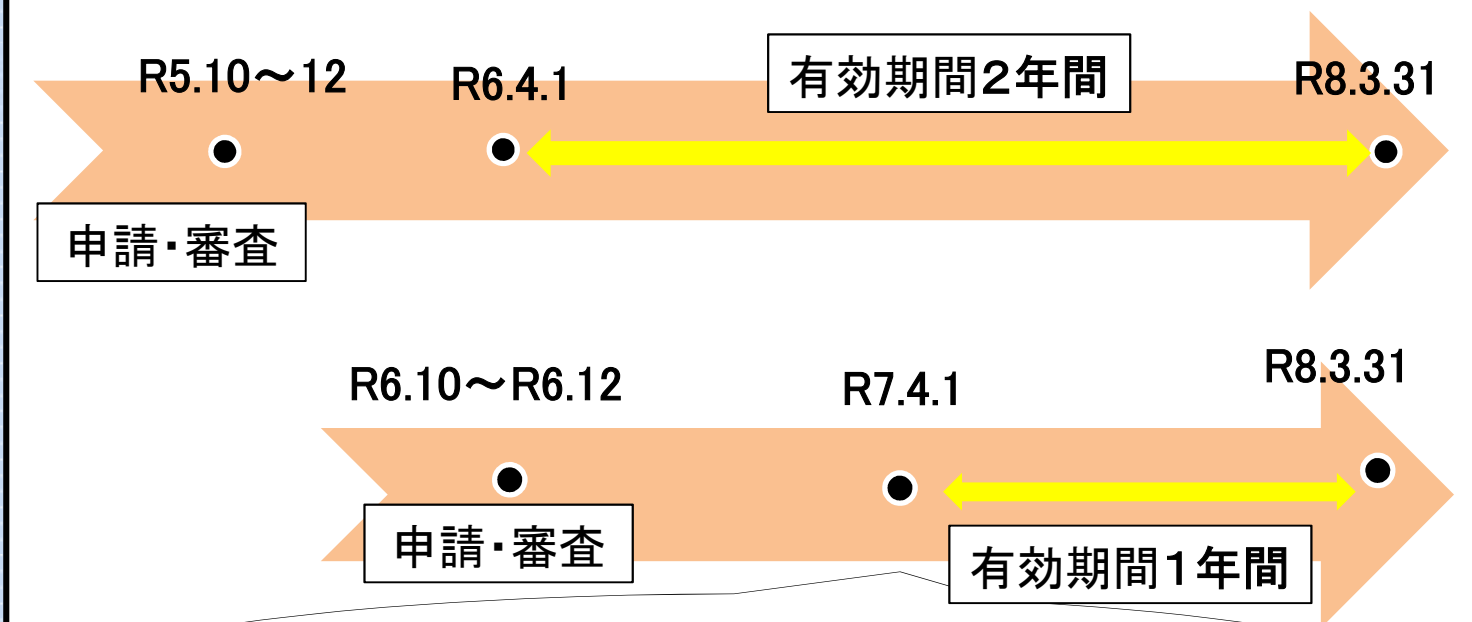 R5.10～12
R6.4.1
有効期間２年間
R8.3.31
申請・審査
R6.10～R6.12
R7.4.1
R8.3.31
申請・審査
有効期間１年間